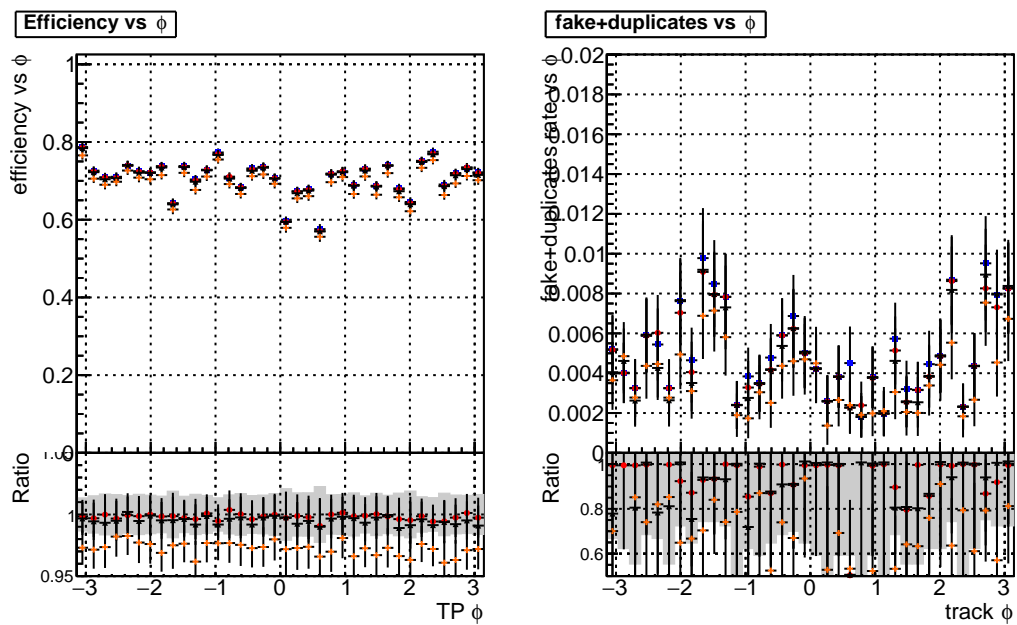 Efficiency vs ϕ
efficiency vs ϕ
1
0.8
0.6
0.4
0.2
0
Ratio
1.05
1
0.95
−3 −2 −1 0 1 2 3
TP ϕ
fake+duplicates vs ϕ
fake+duplicates rate vs ϕ
0.02
0.018
0.016
0.014
0.012
0.01
0.008
0.006
0.004
0.002
0
Ratio
1
0.8
0.6
−3 −2 −1 0 1 2 3
track ϕ